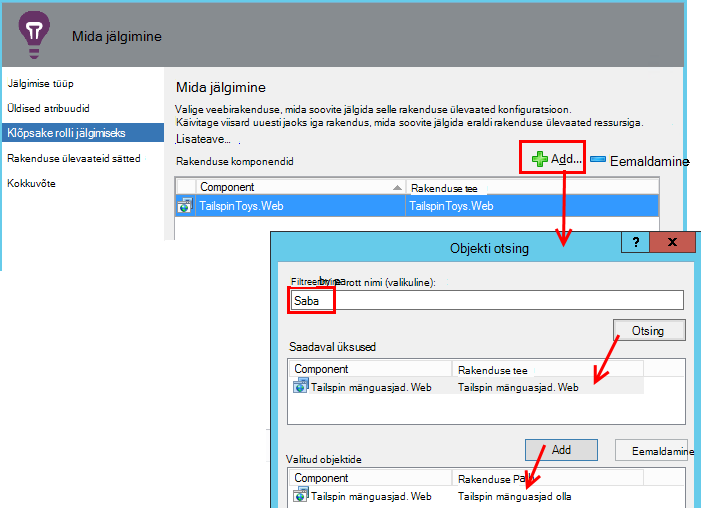 Mida jälgimine
Jälgimise tüüp
Üldised atribuudid
Klõpsake rolli jälgimiseks
Rakenduse ülevaateid sätted
Kokkuvõte
Mida jälgimine
Valige veebirakenduse, mida soovite jälgida selle rakenduse ülevaated konfiguratsioon.
Käivitage viisard uuesti jaoks iga rakendus, mida soovite jälgida eraldi rakenduse ülevaated ressursiga.
Lisateave...
Rakenduse komponendid
Add... Eemaldamine
Component Rakenduse tee
TailspinToys.Web TailspinToys.Web
Objekti otsing
? X
rott nimi (valikuline):
Saba
Otsing
Saadaval üksused
Component Rakenduse tee
Tailspin mänguasjad. Web Tailspin mänguasjad. Web
Add Eemaldamine
Valitud objektide
Component Rakenduse Path
Tailspin mänguasjad. Web Tailspin mänguasjad olla